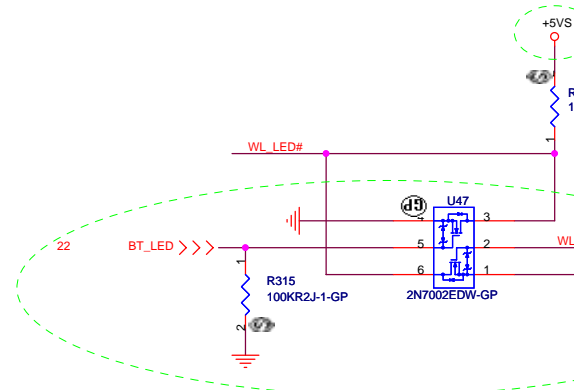 +5VS
R
1
1
WL_LED#
U47
GP
4
3
22
BT_LED
5
2
WL
1
6
1
R315
100KR2J-1-GP
2N7002EDW-GP
2